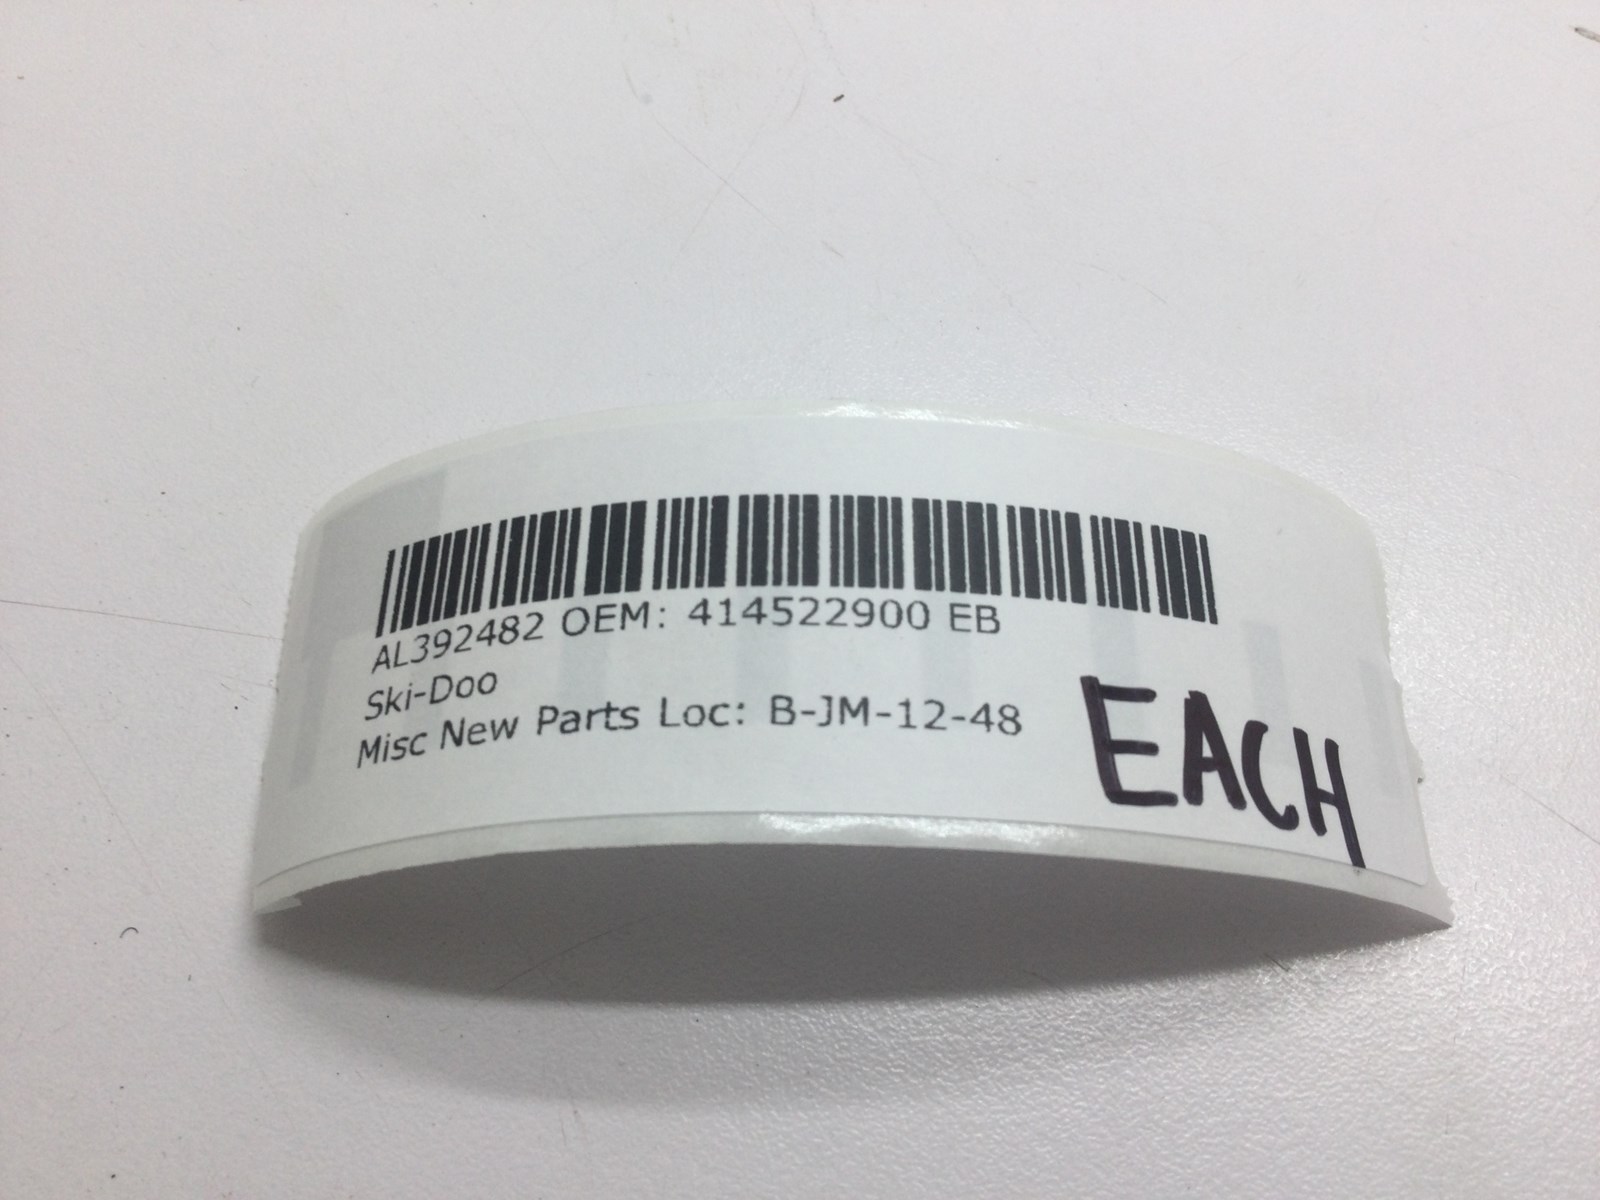 AL392482 OEM: 414522900 EB
Ski-Doo
Misc New Parts Loc: B-JM-12-48
EACH